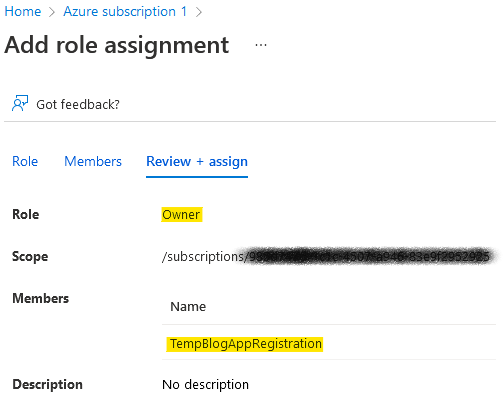 Home > Azure subscription 1 >
Add role assignment ...
Got feedback?
Role Members Review + assign
Role Owner
Scope /subscriptions/
Members Name
TempBlogAppRegistration
Description No description